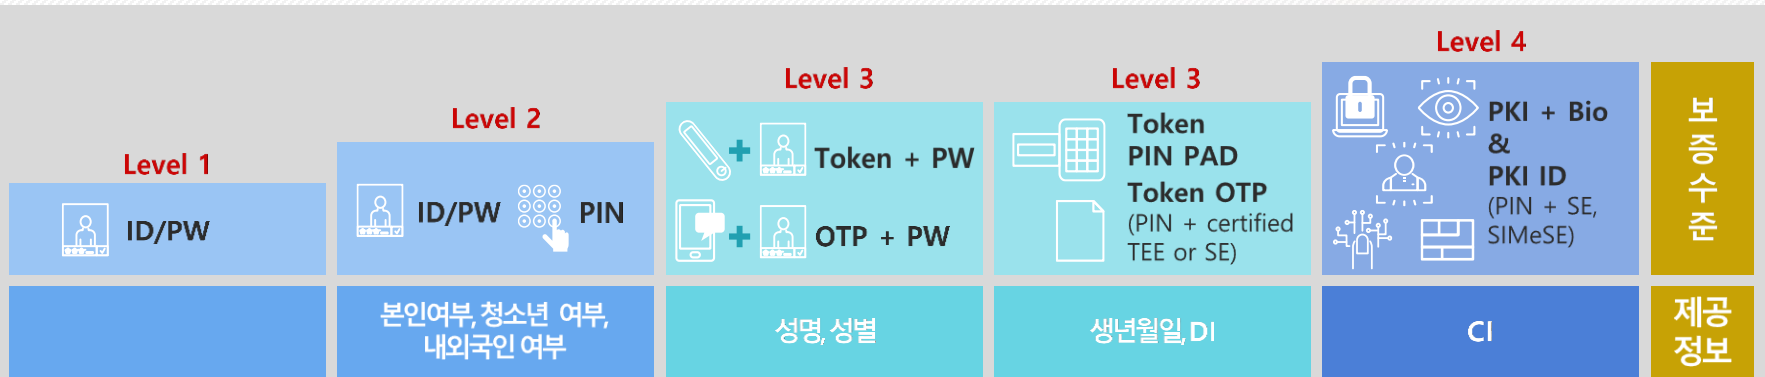 Level 1
ID/PW
Level 2
ID/PW
PIN
본인여부, 청소년 여부,
내외국인 여부
Level 3
Token + PW
OTP + PW
성명, 성별
Level 3
Token
PIN PAD
Token OTP
(PIN + certified
TEE or SE)
생년월일, DI
Level 4
PKI + Bio
&
PKI ID
(PIN + SE,
SIMeSE)
CI
보증수준
제공
정보